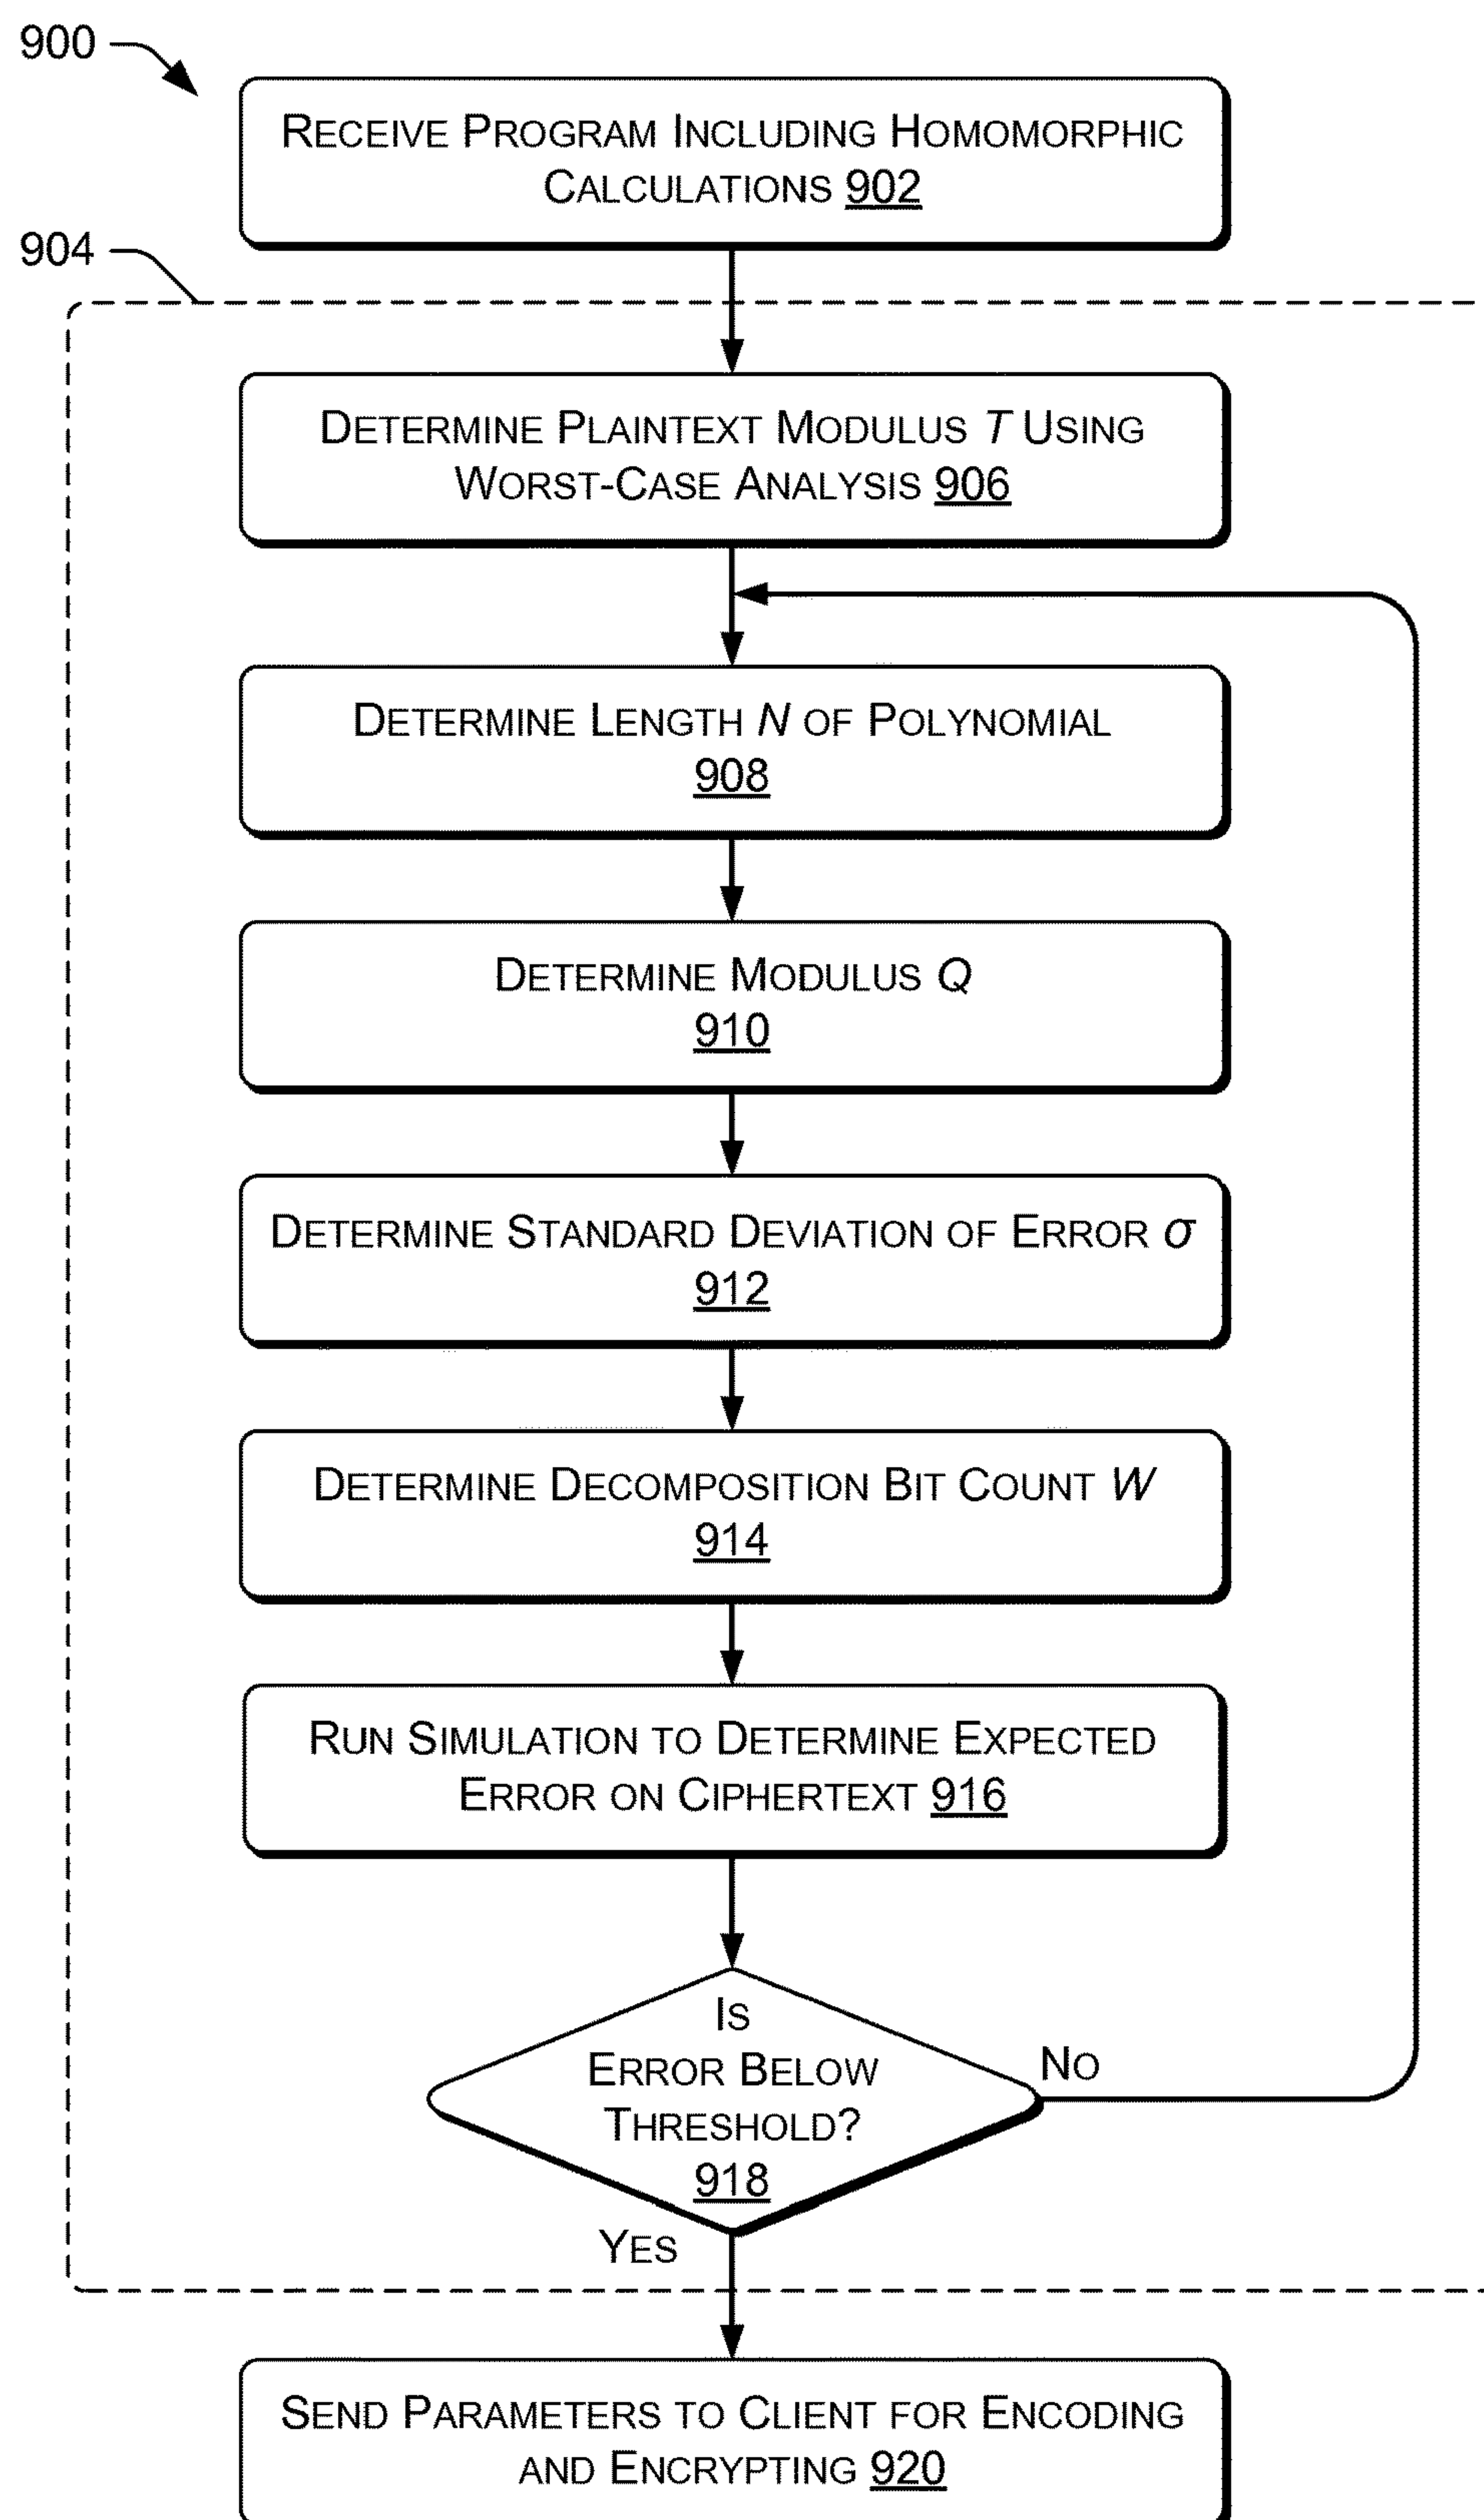 900
RECEIVE PROGRAM INCLUDING HOMOMORPHIC
CALCULATIONS 902
904
DETERMINE PLAINTEXT MODULUS T USING
WORST-CASE ANALYSIS 906
DETERMINE LENGTH N OF POLYNOMIAL
908
DETERMINE MODULUS Q
910
DETERMINE STANDARD DEVIATION OF ERROR σ
912
DETERMINE DECOMPOSITION BIT COUNT W
914
RUN SIMULATION TO DETERMINE EXPECTED
ERROR ON CIPHERTEXT 916
IS
ERROR BELOW
THRESHOLD?
918
NO
YES
SEND PARAMETERS TO CLIENT FOR ENCODING
AND ENCRYPTING 920